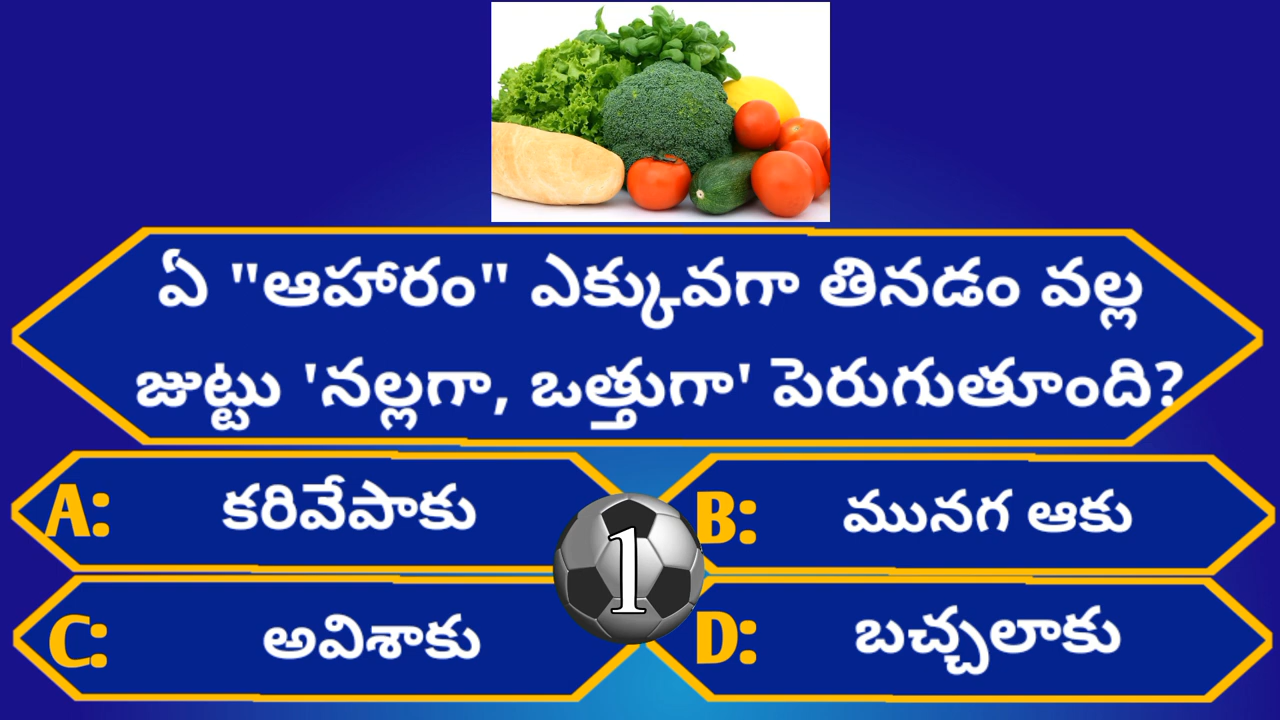 ఏ "ఆహారం" ఎక్కువగా తినడం వల్ల
జుట్టు 'నల్లగా, ఒత్తుగా' పెరుగుతూంది?
A: కరివేపాకు
B: మునగ ఆకు
1
C: అవిశాకు
D: బచ్చలాకు